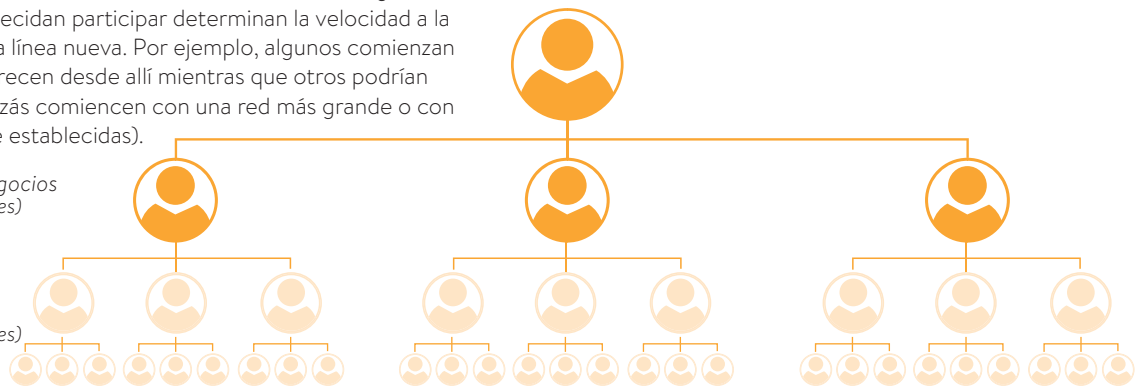 ecidan participar determinan la velocidad a la
a línea nueva. Por ejemplo, algunos comienzan
recen desde allí mientras que otros podrían
zás comiencen con una red más grande o con
e establecidas).
gocios
es)
es)